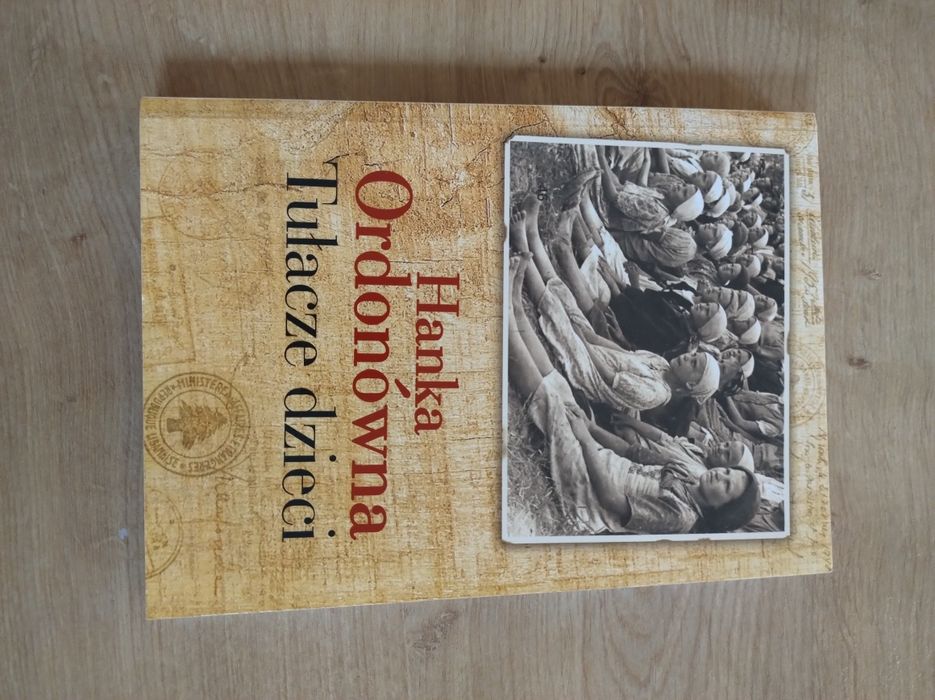 Hanka
Ordonówna
Tułacze dzieci